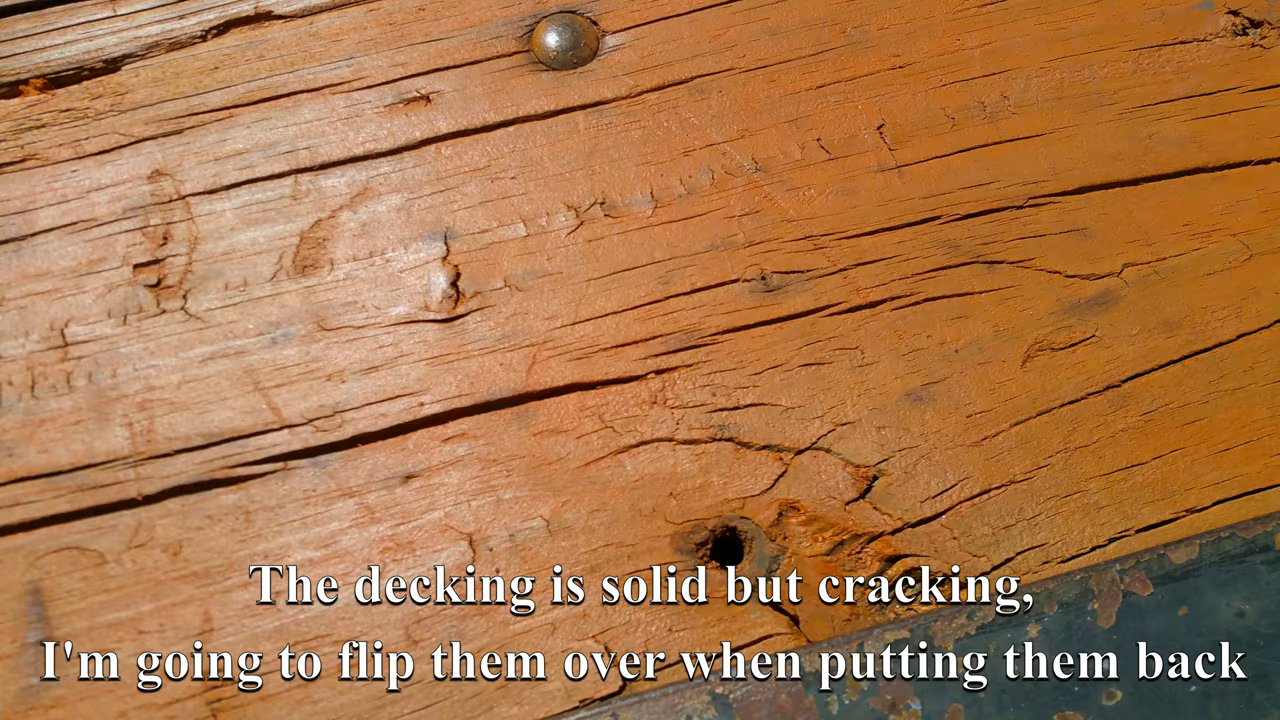 The decking is solid but cracking,
I'm going to flip them over when putting them back